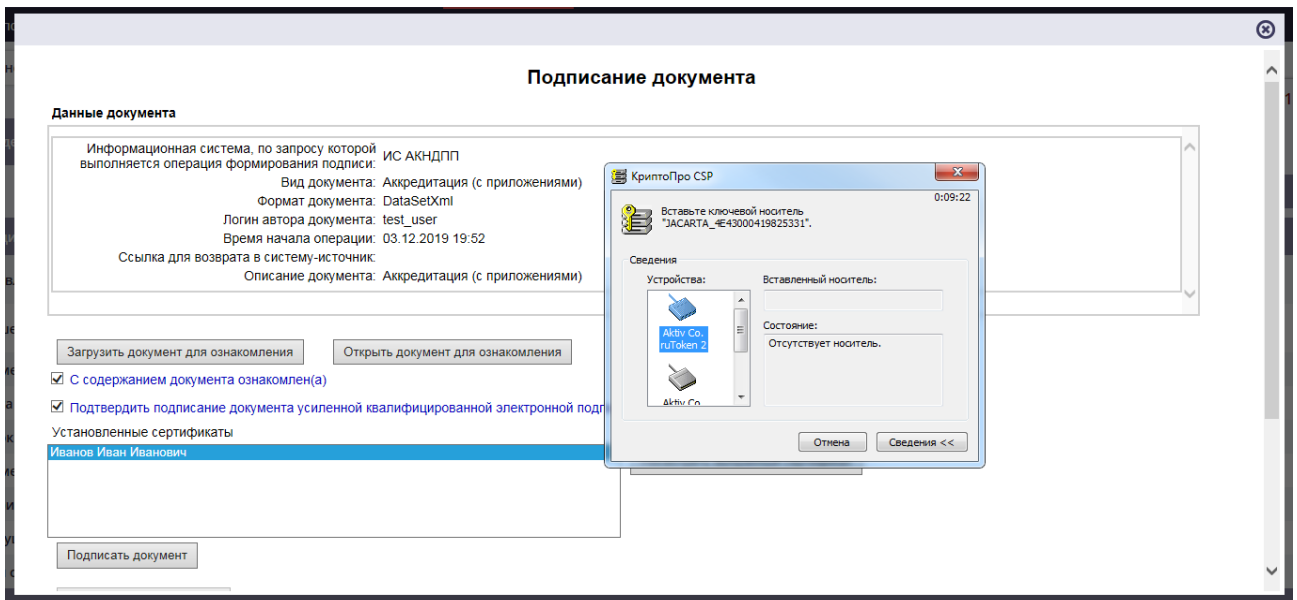 Подписание документа
Данные документа
Информационная система, по запросу которой
выполняется операция формирования подписи: ИС АКНДПП
Вид документа: Аккредитация (с приложениями)
Формат документа: DataSetXml
Логин автора документа: test_user
Время начала операции: 03.12.2019 19:52
Ссылка для возврата в систему-источник:
Описание документа: Аккредитация (с приложениями)
Загрузить документ для ознакомления
Открыть документ для ознакомления
С содержанием документа ознакомлен(а)
Подтвердить подписание документа усиленной квалифицированной электронной
Установленные сертификаты
Иванов Иван Иванович
Подписать документ
КриптоПро CSP
0:09:22
Вставьте ключевой носитель
"JACARTA_4E43000419825331".
Сведения
Устройства:
Aktiv Co.
ruToken 2
Aktiv Co.
Вставленный носитель:
Состояние:
Отсутствует носитель.
Отмена
Сведения <<